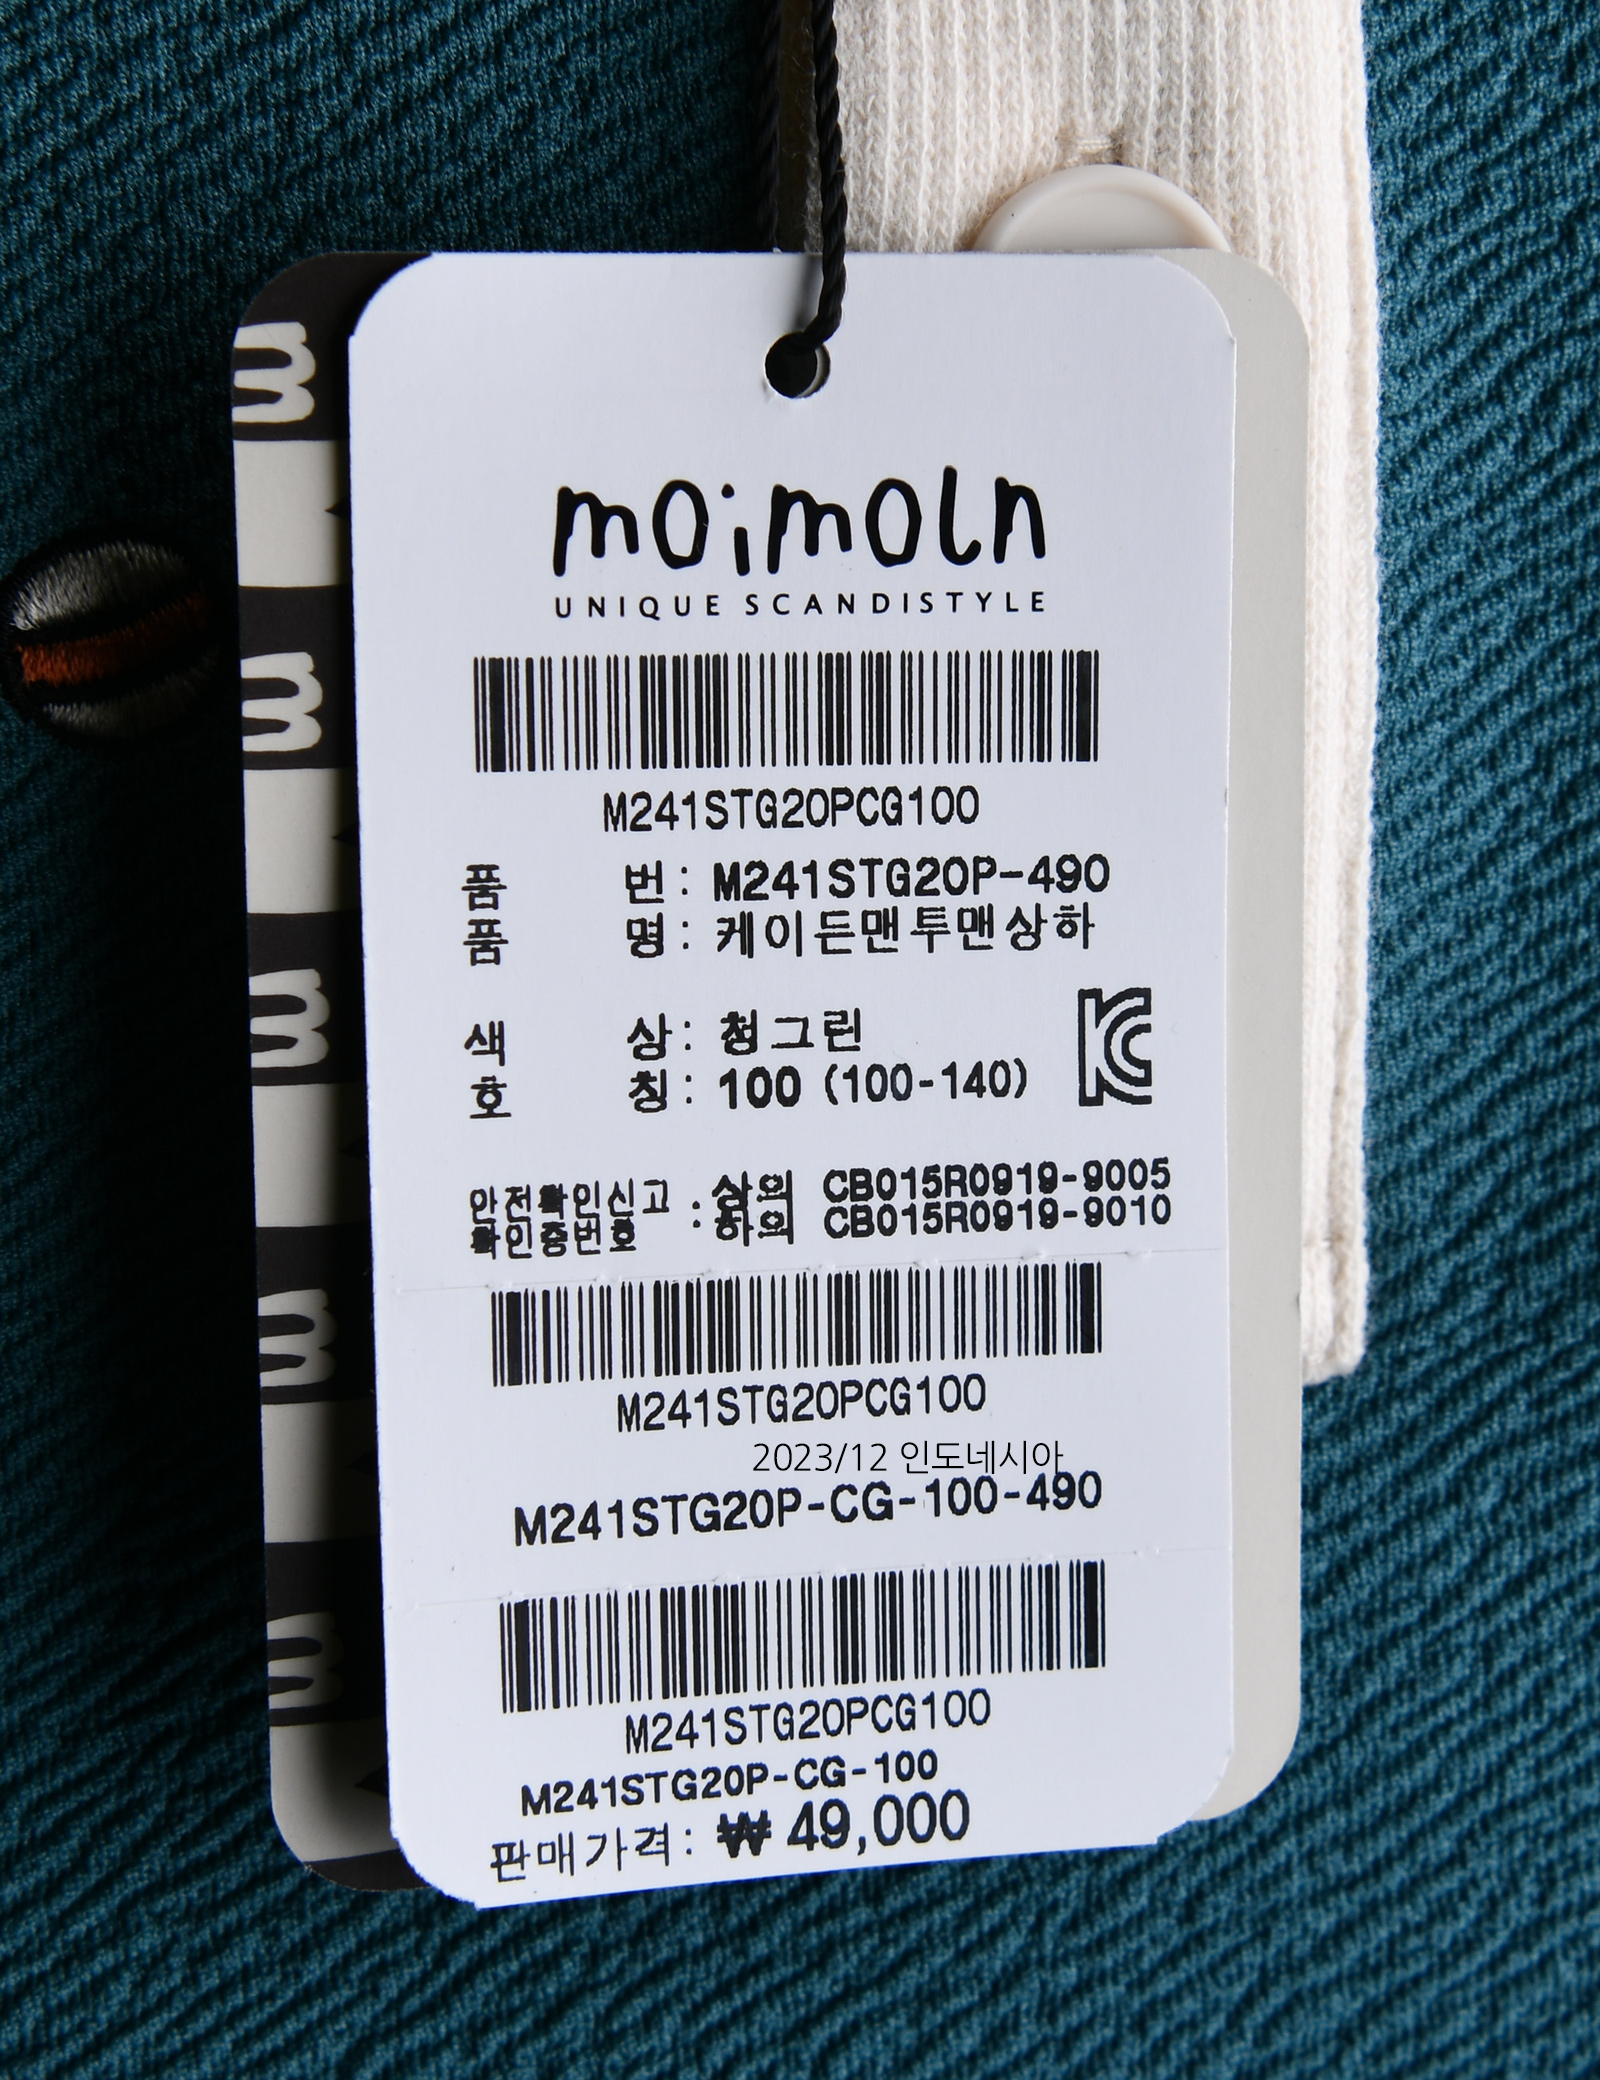 moimoln
UNIQUE SCANDISTYLE
M241STG20PCG100
품 번 : M241STG20P-490
품 명 : 케이든맨투맨상하
색 상 : 청그린
호 칭 : 100 (100-140)
안전확인신고 : 상의 CB015R0919-9005
확인증번호 하의 CB015R0919-9010
M241STG20PCG100
2023/12 인도네시아
M241STG20P-CG-100-490
M241STG20PCG100
M241STG20P-CG-100
판매가격 : ₩ 49,000